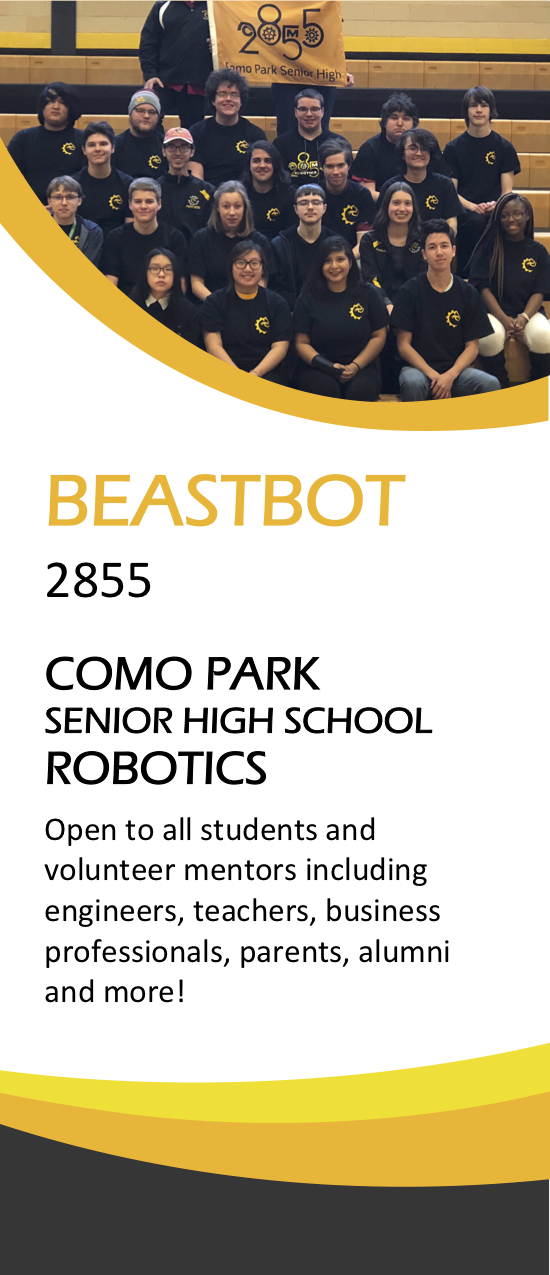 2855
Como Park Senior High
BEASTBOT
2855
COMO PARK
SENIOR HIGH SCHOOL
ROBOTICS
Open to all students and
volunteer mentors including
engineers, teachers, business
professionals, parents, alumni
and more!